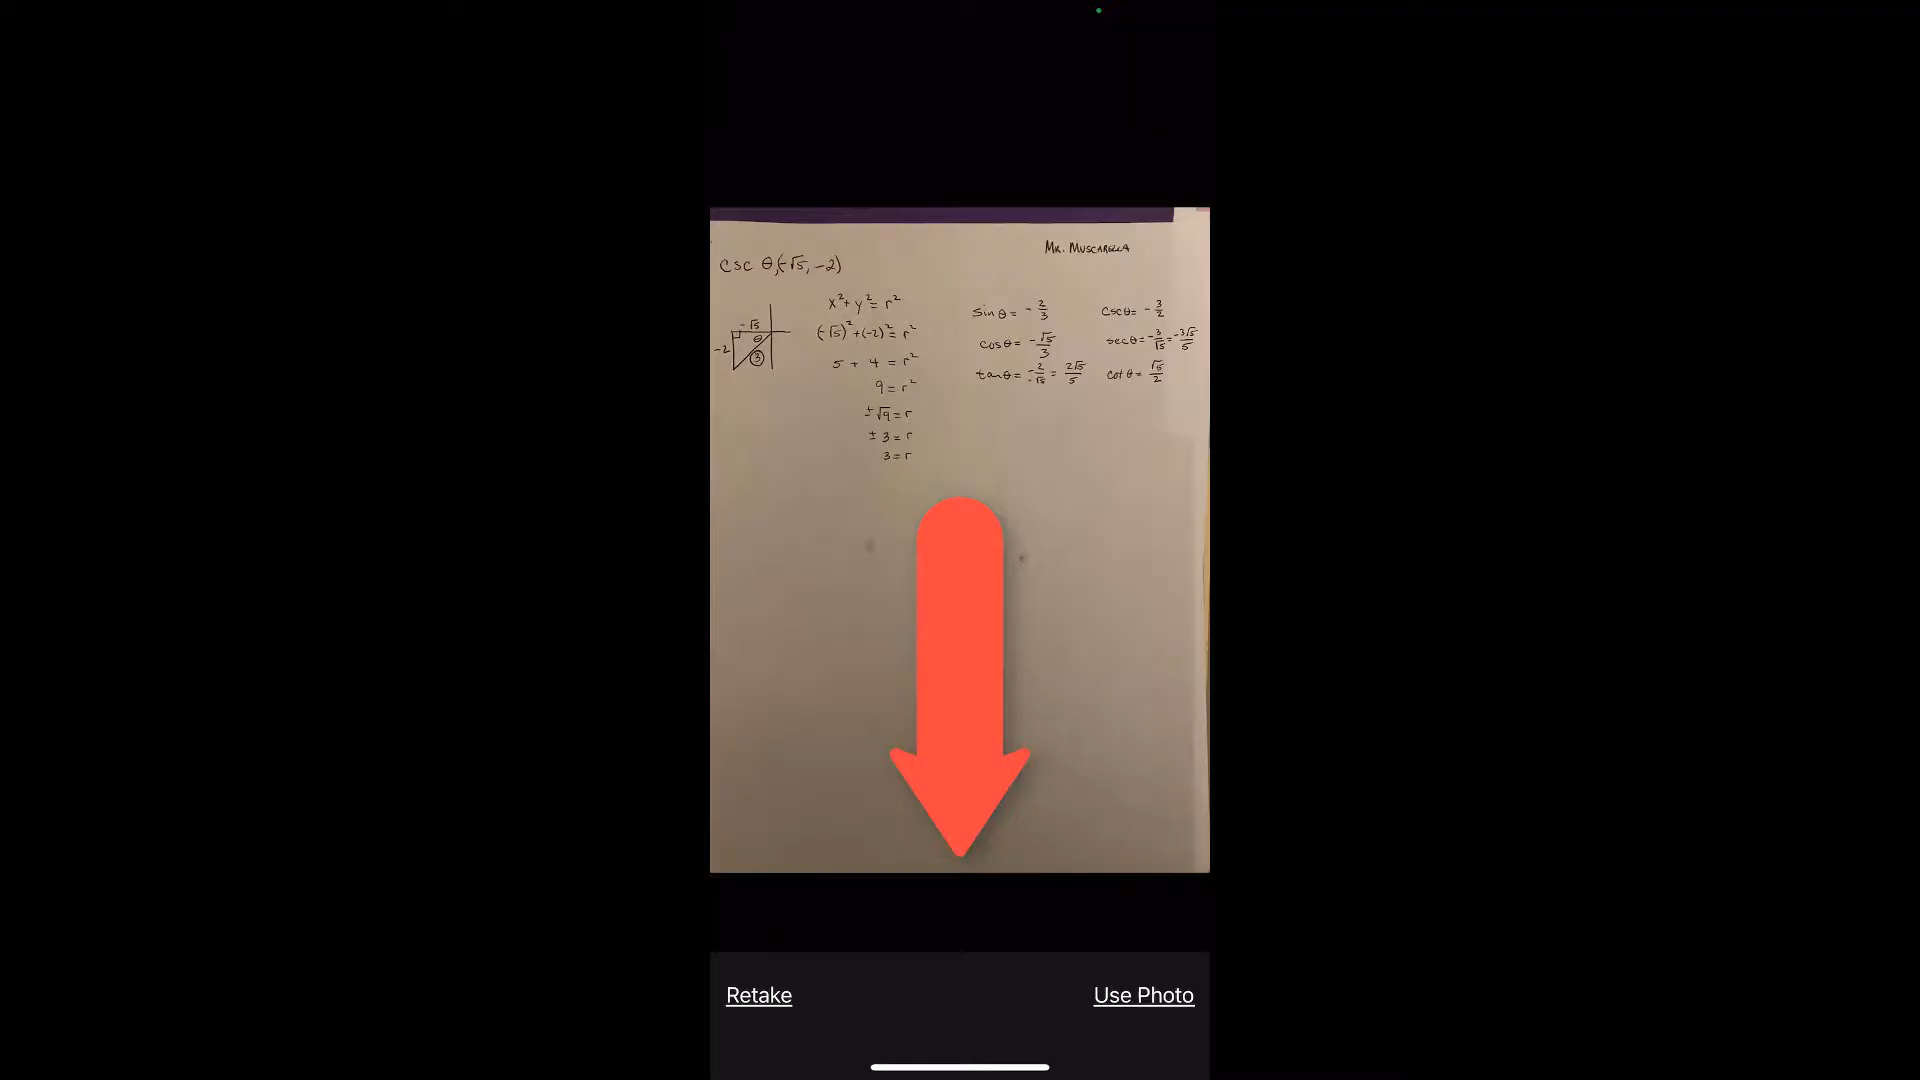 Mr. Muscarella
csc θ,(-√5, -2)
x² + y² = r²
(-√5)² + (-2)² = r²
5 + 4 = r²
9 = r²
± √9 = r
± 3 = r
3 = r
-√5
θ
-2
3
sin θ = - 2/3
cos θ = - √5/3
tan θ = -2/-√5 = 2√5/5
csc θ = - 3/2
sec θ = - 3/√5 = -3√5/5
cot θ = √5/2
Retake
Use Photo